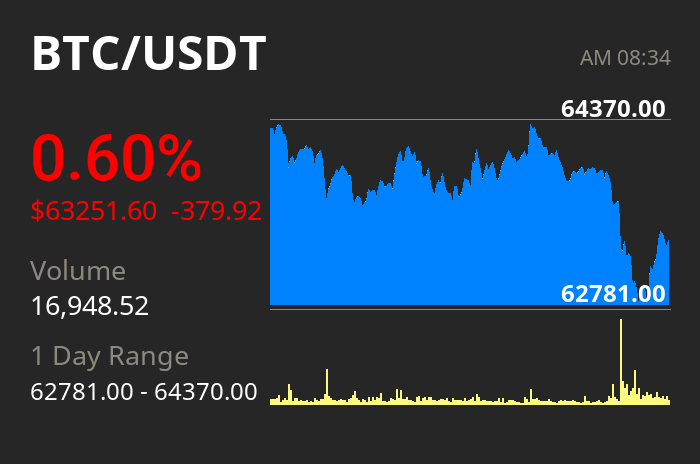 BTC/USDT
AM 08:34
64370.00
0.60%
$63251.60 -379.92
Volume
62781.00
16,948.52
1 Day Range
62781.00 - 64370.00